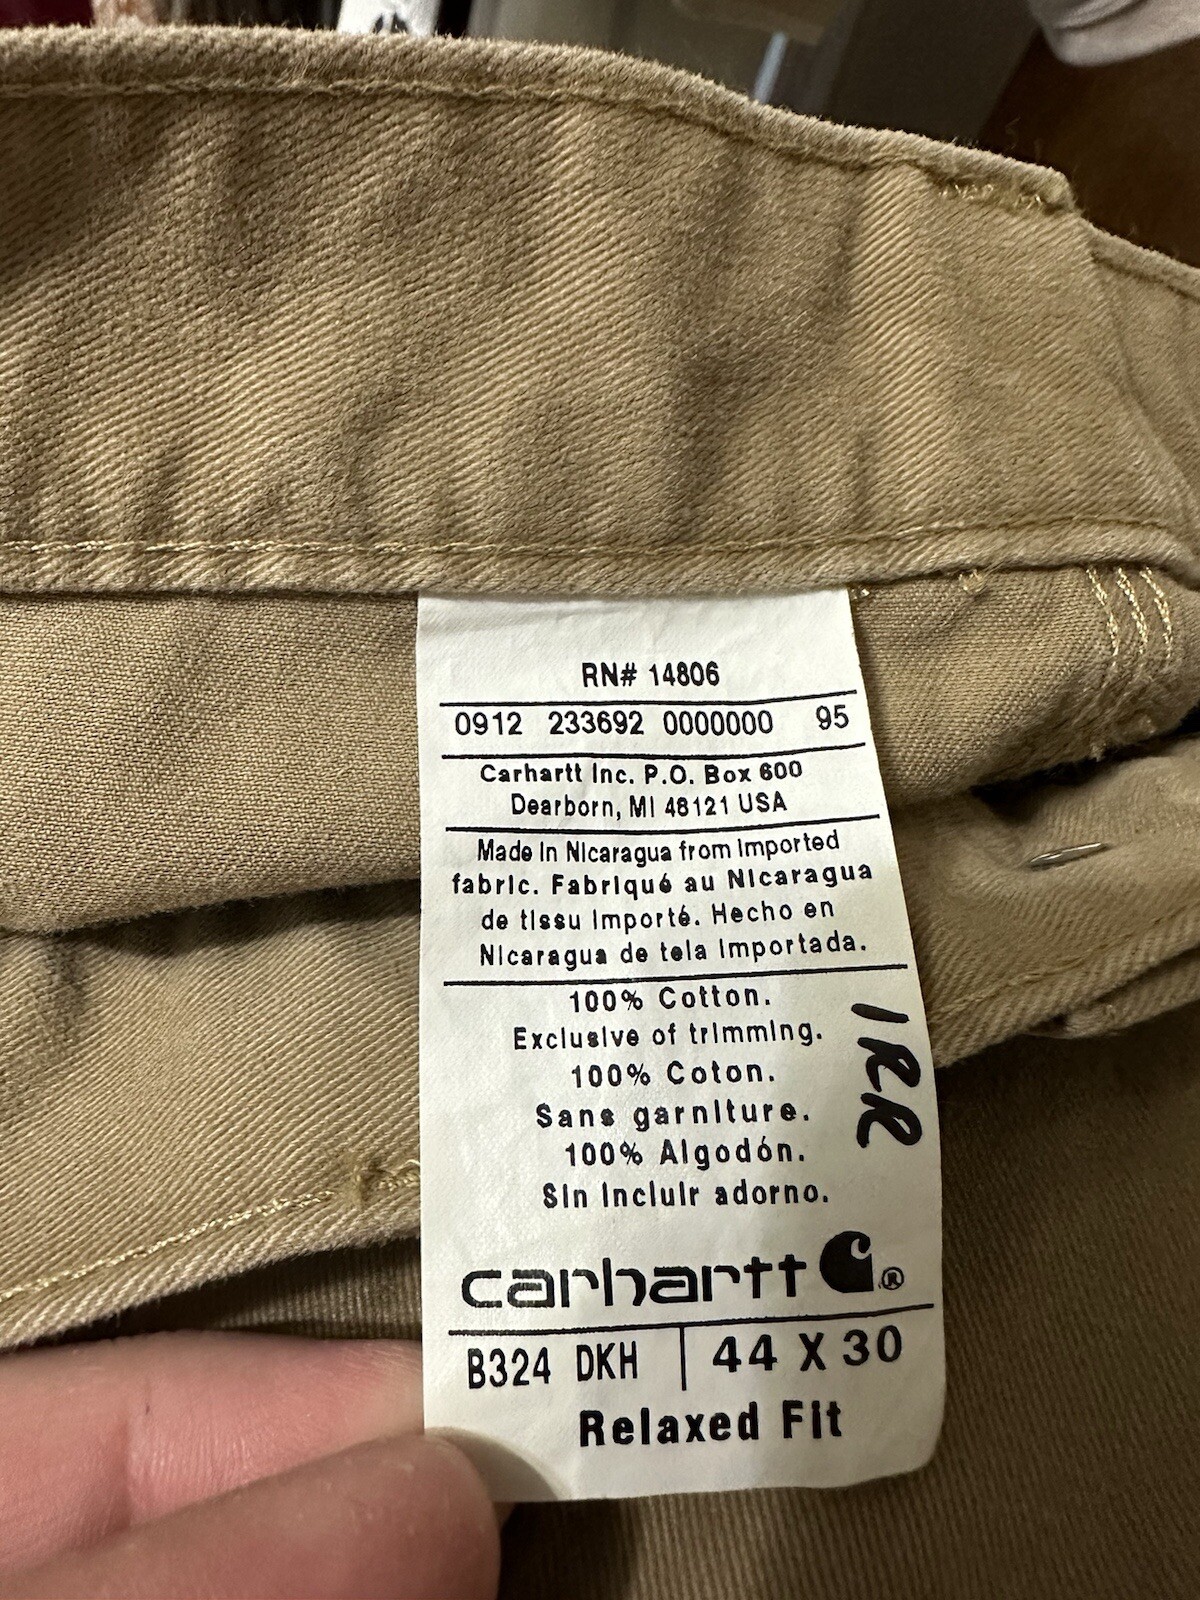 RN# 14806
0912 233692 0000000 95
Carhartt Inc. P.O. Box 600
Dearborn, MI 48121 USA
Made In Nicaragua from Imported
fabric. Fabriqué au Nicaragua
de tissu importé. Hecho en
Nicaragua de tela Importada.
100% Cotton.
Exclusive of trimming.
100% Coton.
Sans garniture.
100% Algodón.
Sin Incluir adorno.
IRR
carhartt ®
B324 DKH | 44 X 30
Relaxed Fit